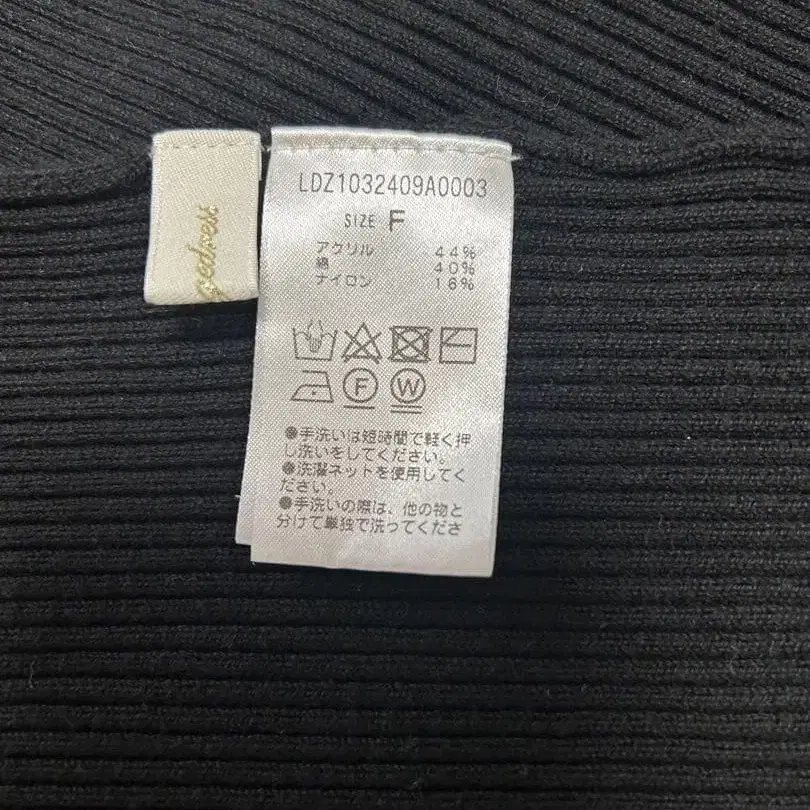 LDZ1032409A0003
SIZE F
アクリル 44%
綿 40%
ナイロン 16%
F W
●手洗いは短時間で軽く押
し洗いをしてください。
●洗濯ネットを使用してく
ださい。
●手洗いの際は、他の物と
分けて単独で洗ってくださ